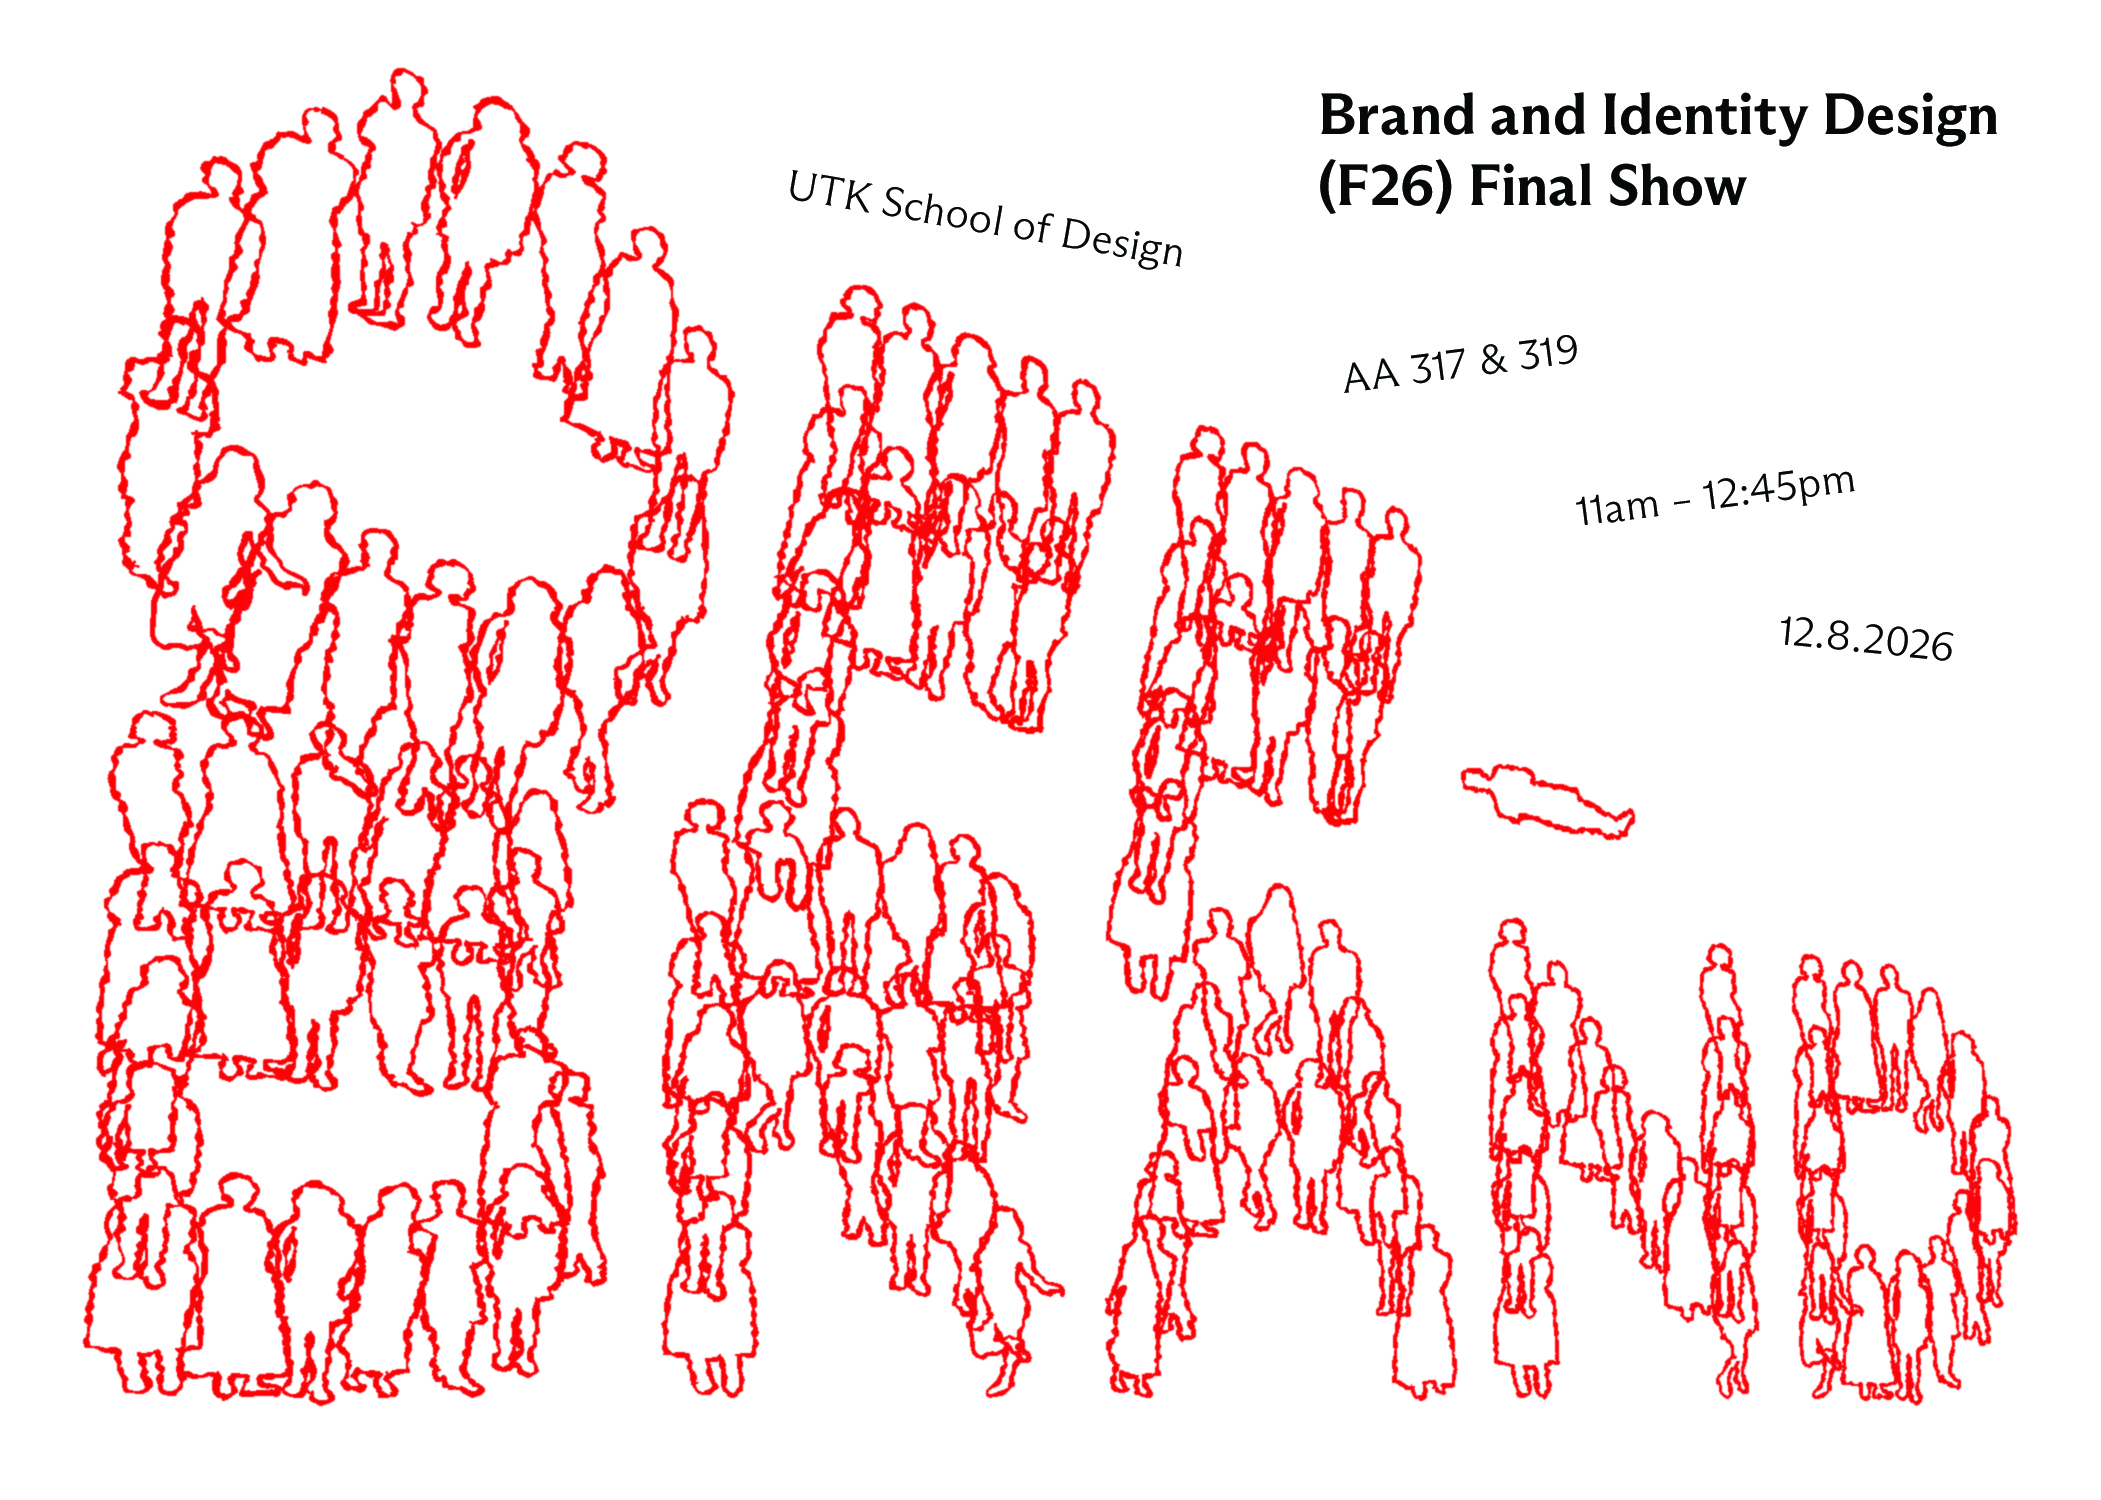 Brand and Identity Design
(F26) Final Show
UTK School of Design
AA 317 & 319
11am – 12:45pm
12.8.2026
OFF-
BRAND